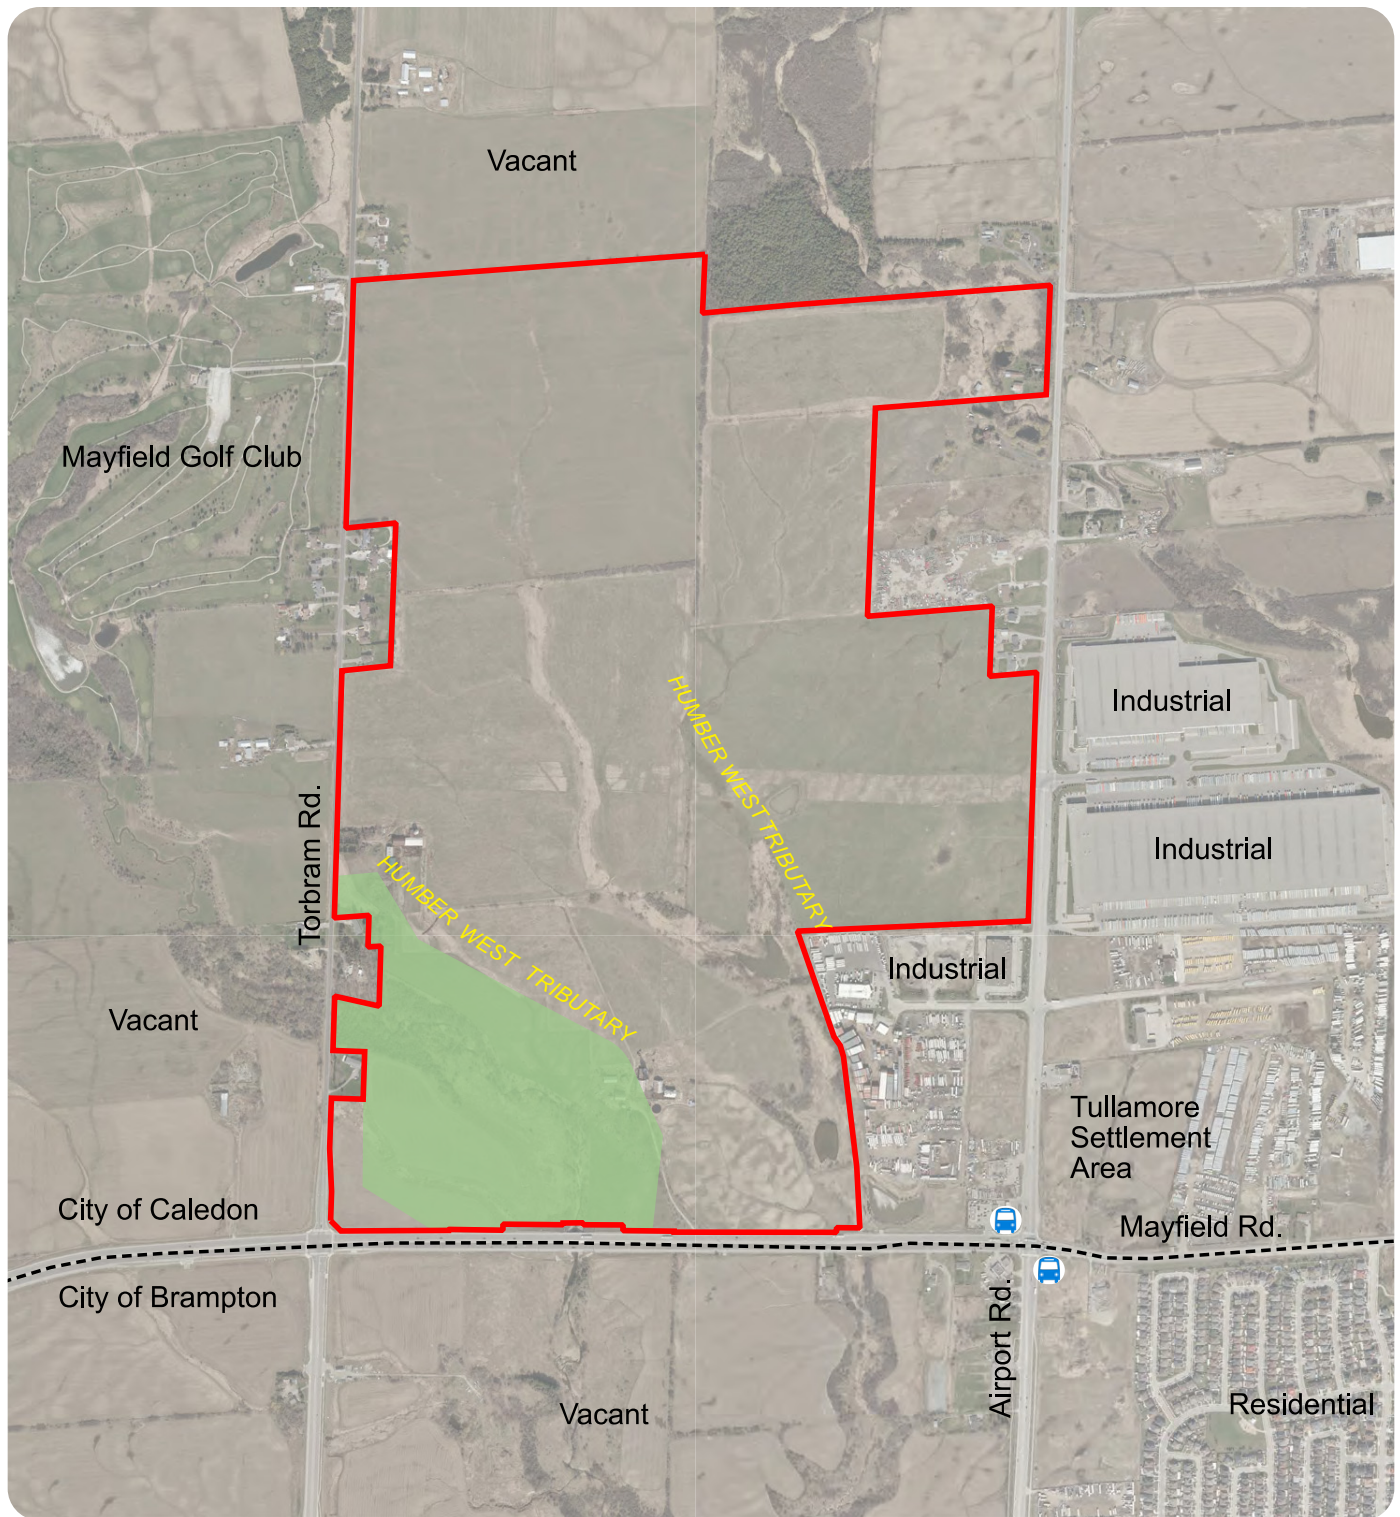 Vacant
Mayfield Golf Club
HUMBER WEST TRIBUTARY
Industrial
Industrial
Torbram Rd.
HUMBER WEST TRIBUTARY
Industrial
Vacant
Tullamore
Settlement
Area
City of Caledon
Mayfield Rd.
City of Brampton
Airport Rd.
Residential
Vacant